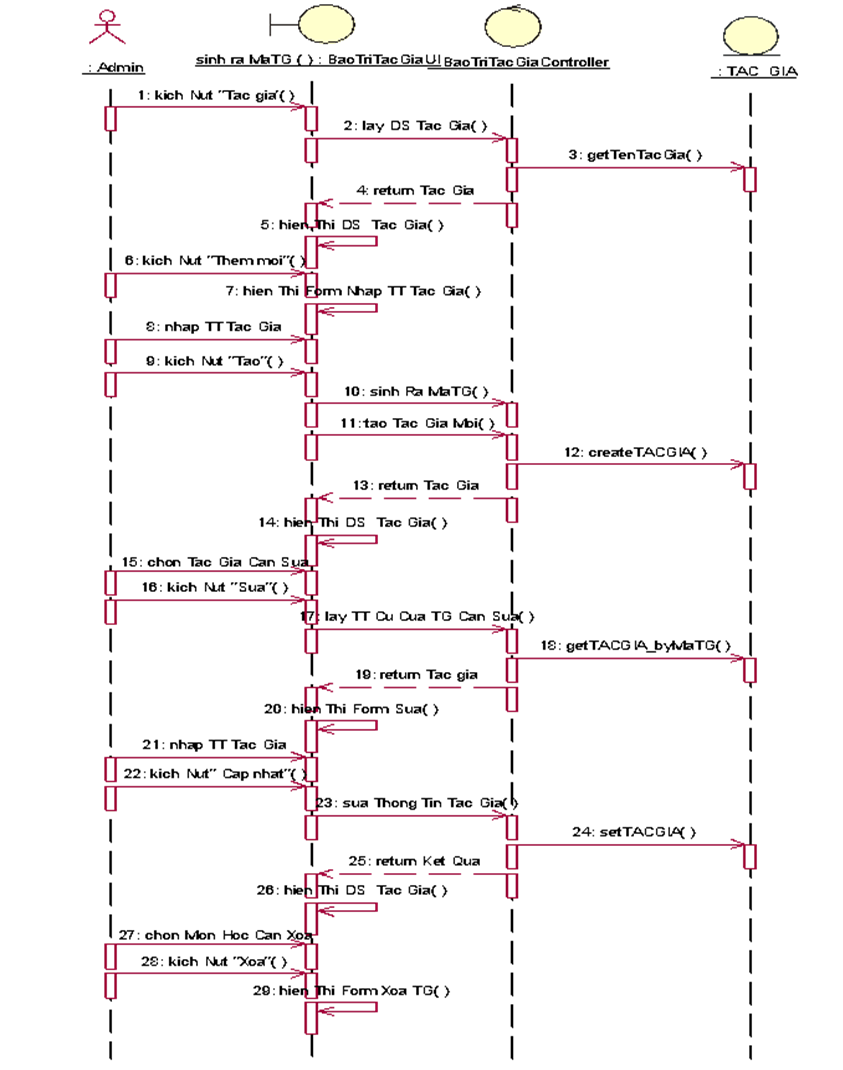 : Admin
sinh ra MaTG ( ) : BaoTriTacGiaUI
: BaoTriTacGiaController
: TAC_GIA
1: kich Nut "Tac gia"( )
2: lay DS Tac Gia( )
3: getTenTacGia( )
4: return Tac Gia
5: hien Thi DS Tac Gia( )
6: kich Nut "Them moi"( )
7: hien Thi Form Nhap TT Tac Gia( )
8: nhap TT Tac Gia
9: kich Nut "Tao"( )
10: sinh Ra MaTG( )
11: tao Tac Gia Moi( )
12: createTACGIA( )
13: return Tac Gia
14: hien Thi DS Tac Gia( )
15: chon Tac Gia Can Sua
16: kich Nut "Sua"( )
17: lay TT Cu Cua TG Can Sua( )
18: getTACGIA_byMaTG( )
19: return Tac gia
20: hien Thi Form Sua( )
21: nhap TT Tac Gia
22: kich Nut" Cap nhat"( )
23: sua Thong Tin Tac Gia( )
24: setTACGIA( )
25: return Ket Qua
26: hien Thi DS Tac Gia( )
27: chon Mon Hoc Can Xoa
28: kich Nut "Xoa"( )
29: hien Thi Form Xoa TG( )